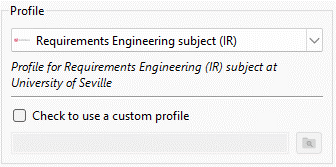 Profile
Requirements Engineering subject (IR)
Profile for Requirements Engineering (IR) subject at
University of Seville
Check to use a custom profile